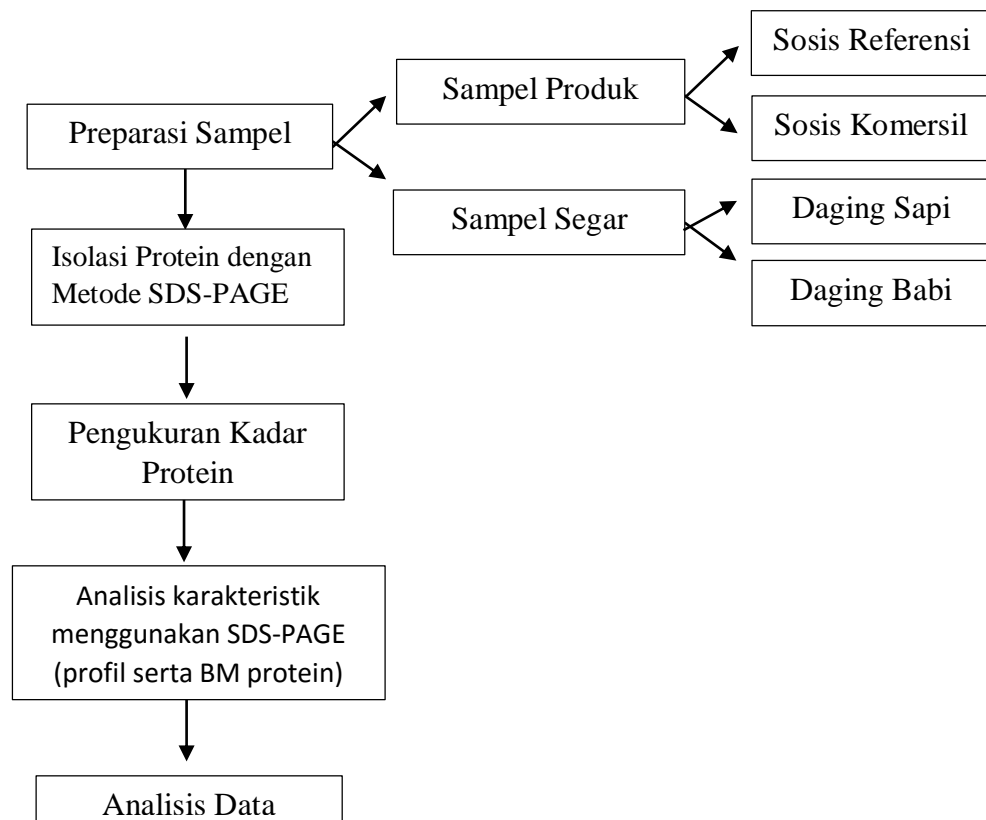 Sosis Referensi
Sampel Produk
Preparasi Sampel
Sosis Komersil
Sampel Segar
Daging Sapi
Isolasi Protein dengan
Metode SDS-PAGE
Daging Babi
Pengukuran Kadar
Protein
Analisis karakteristik
menggunakan SDS-PAGE
(profil serta BM protein)
Analisis Data